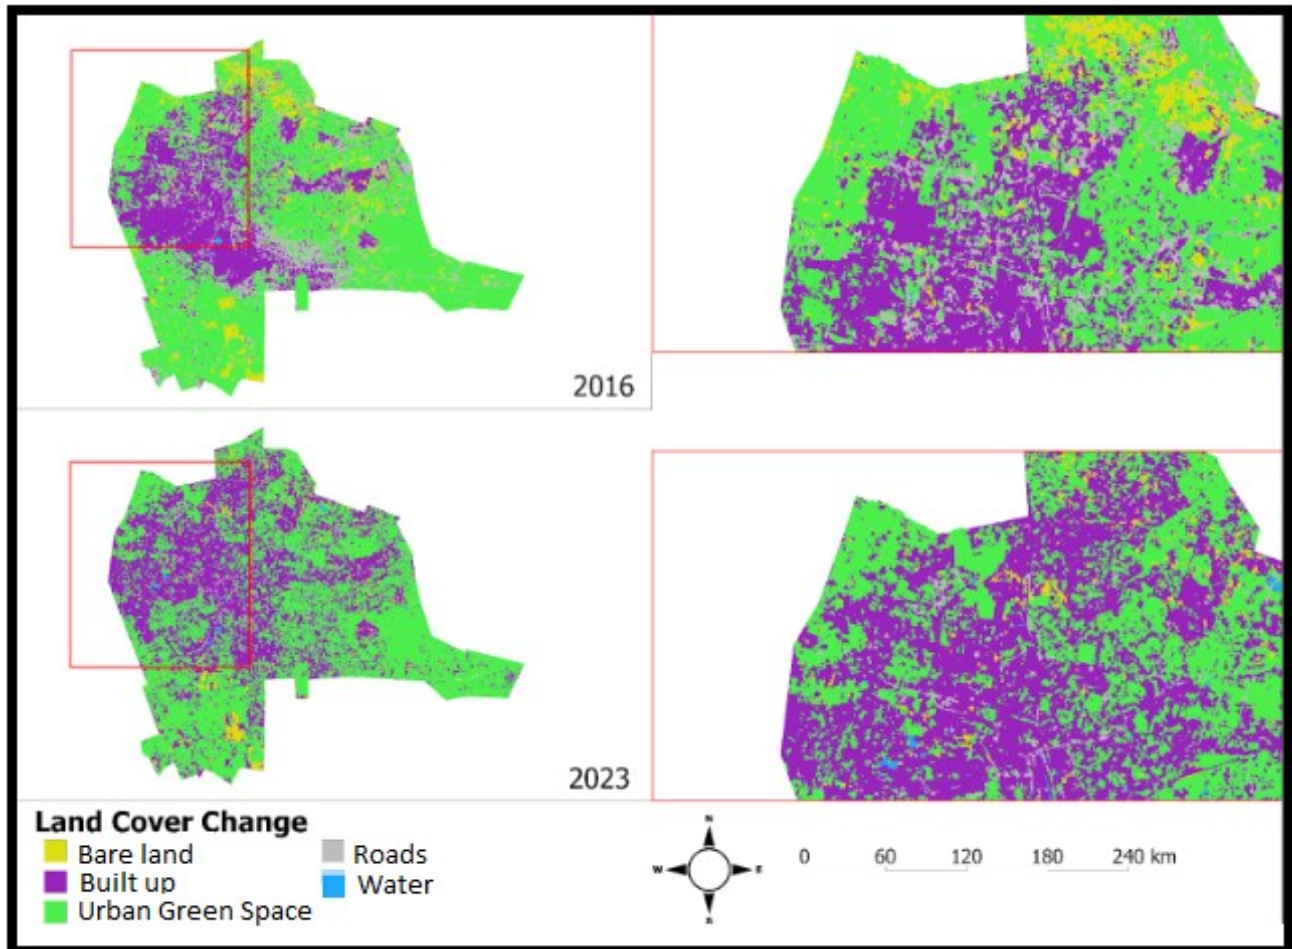 2016
2023
Land Cover Change
Bare land
Roads
Built up
Water
Urban Green Space
N
W
E
S
0 60 120 180 240 km